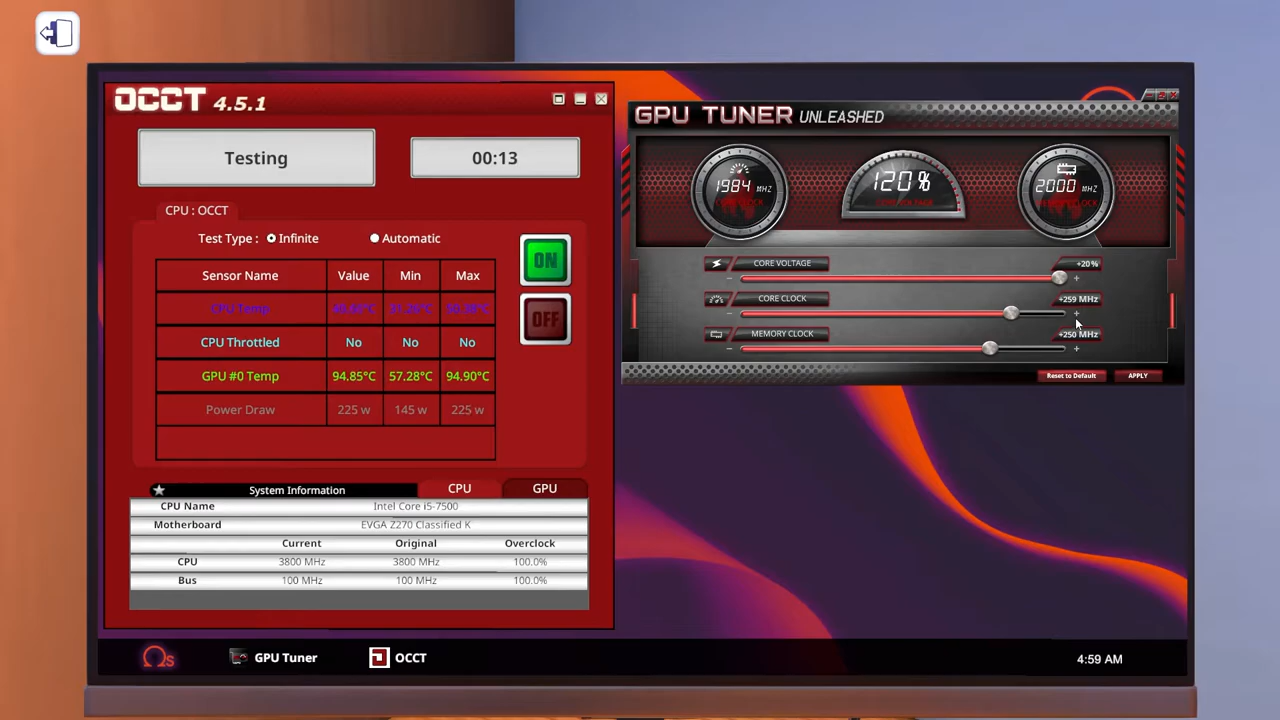 OCCT 4.5.1
Testing
00:13
CPU : OCCT
Test Type : Infinite Automatic
ON
OFF
Sensor Name Value Min Max
CPU Temp
CPU Throttled No No No
GPU #0 Temp 94.85°C 57.28°C 94.90°C
Power Draw 225 w 145 w 225 w
System Information CPU GPU
CPU Name Intel Core i5-7500
Motherboard EVGA Z270 Classified K
Current Original Overclock
CPU 3800 MHz 3800 MHz 100.0%
Bus 100 MHz 100 MHz 100.0%
GPU TUNER UNLEASHED
1984 MHZ
120%
2000 MHZ
CORE VOLTAGE +20%
CORE CLOCK +259 MHz
MEMORY CLOCK +250 MHz
Reset to Default APPLY
GPU Tuner OCCT 4:59 AM